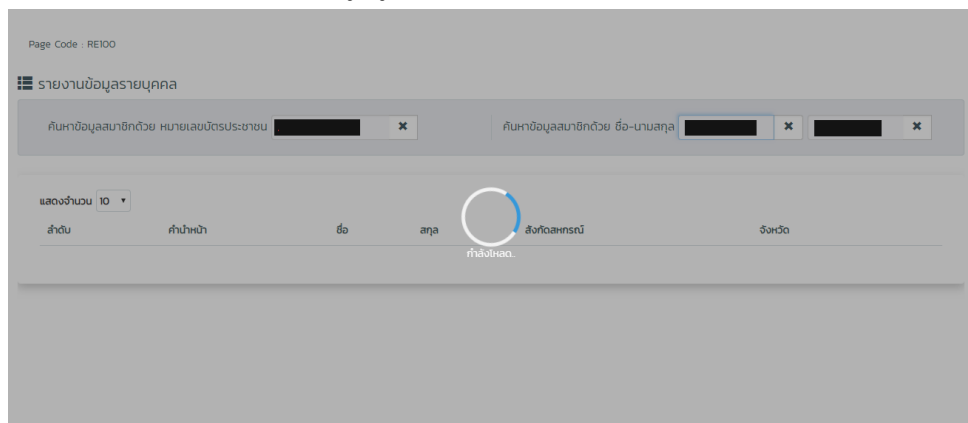 Page Code : RE100
รายงานข้อมูลรายบุคคล
ค้นหาข้อมูลสมาชิกด้วย หมายเลขบัตรประชาชน ค้นหาข้อมูลสมาชิกด้วย ชื่อ-นามสกุล
แสดงจำนวน 10
ลำดับ คำนำหน้า ชื่อ สกุล สังกัดสหกรณ์ จังหวัด
กำลังโหลด..